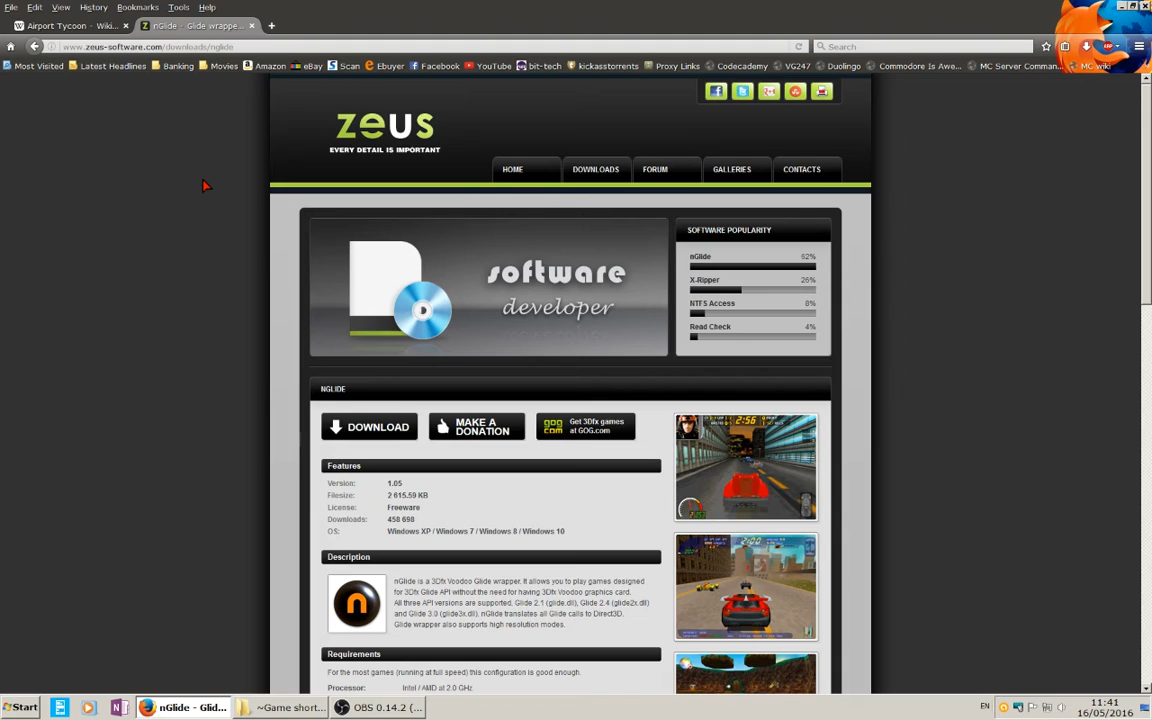 File Edit View History Bookmarks Tools Help
Airport Tycoon - Wiki... × nGlide - Glide wrappe... × +
www.zeus-software.com/downloads/nglide Search
Most Visited Latest Headlines Banking Movies Amazon eBay Scan Ebuyer Facebook YouTube bit-tech kickasstorrents Proxy Links Codecademy VG247 Duolingo Commodore Is Awe... MC Server Comman... MC wiki
zeus
EVERY DETAIL IS IMPORTANT
HOME DOWNLOADS FORUM GALLERIES CONTACTS
software
developer
SOFTWARE POPULARITY
nGlide 62%
X-Ripper 26%
NTFS Access 8%
Read Check 4%
NGLIDE
DOWNLOAD
MAKE A
DONATION
gog
com
Get 3Dfx games
at GOG.com
Features
Version: 1.05
Filesize: 2 615.59 KB
License: Freeware
Downloads: 458 698
OS: Windows XP / Windows 7 / Windows 8 / Windows 10
Description
n
nGlide is a 3Dfx Voodoo Glide wrapper. It allows you to play games designed
for 3Dfx Glide API without the need for having 3Dfx Voodoo graphics card.
All three API versions are supported, Glide 2.1 (glide.dll), Glide 2.4 (glide2x.dll)
and Glide 3.0 (glide3x.dll). nGlide translates all Glide calls to Direct3D.
Glide wrapper also supports high resolution modes.
Requirements
For the most games (running at full speed) this configuration is good enough.
Processor: Intel / AMD at 2.0 GHz
2:56
2:00
Start nGlide - Glid... ~Game short... OBS 0.14.2 (... EN 11:41
16/05/2016